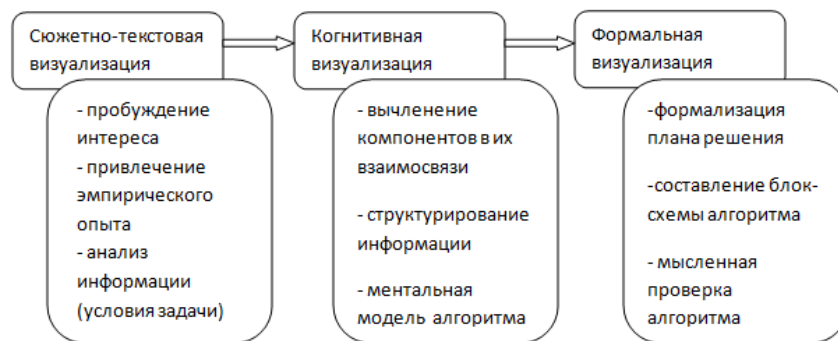 Сюжетно-текстовая
визуализация
- пробуждение
интереса
- привлечение
эмпирического
опыта
- анализ
информации
(условия задачи)
Когнитивная
визуализация
- вычленение
компонентов в их
взаимосвязи
- структурирование
информации
- ментальная
модель алгоритма
Формальная
визуализация
-формализация
плана решения
-составление блок-
схемы алгоритма
- мысленная
проверка
алгоритма